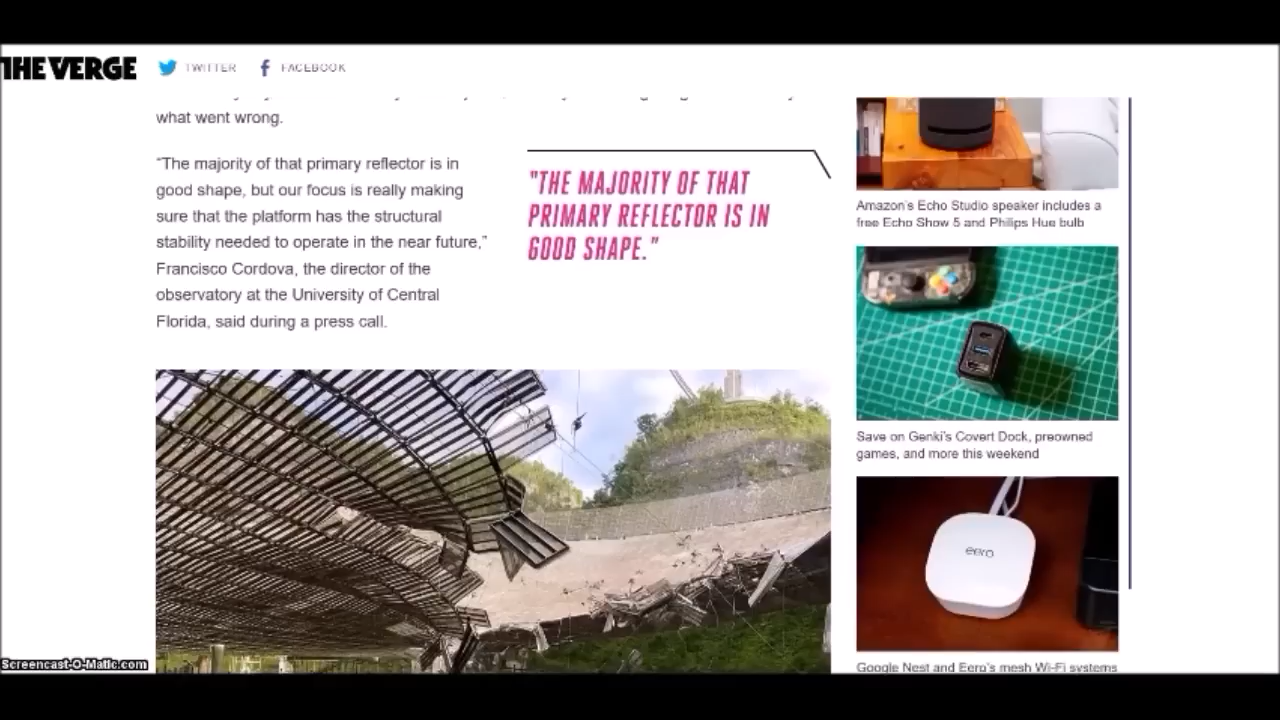 THE VERGE
TWITTER
FACEBOOK
what went wrong.
“The majority of that primary reflector is in
good shape, but our focus is really making
sure that the platform has the structural
stability needed to operate in the near future,”
Francisco Cordova, the director of the
observatory at the University of Central
Florida, said during a press call.
"THE MAJORITY OF THAT
PRIMARY REFLECTOR IS IN
GOOD SHAPE."
Amazon’s Echo Studio speaker includes a
free Echo Show 5 and Philips Hue bulb
Save on Genki’s Covert Dock, preowned
games, and more this weekend
eero
Google Nest and Eero’s mesh Wi-Fi systems
Screencast-O-Matic.com